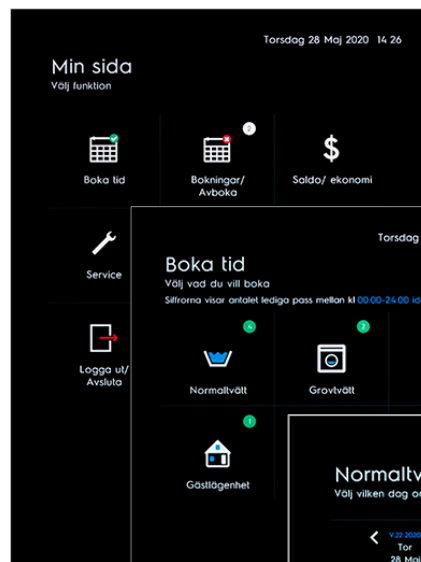 Torsdag 28 Maj 2020 14 26
Min sida
Välj funktion
2
Boka tid
Bokningar/
Avboka
Saldo/ ekonomi
Service
Logga ut/
Avsluta
Torsdag
Boka tid
Välj vad du vill boka
Siffrorna visar antalet lediga pass mellan kl 00:00-24:00
4
2
Normaltvätt
Grovtvätt
1
Gästlägenhet
Normaltv
Välj vilken dag oc
V.22 2020
Tor
28 Maj